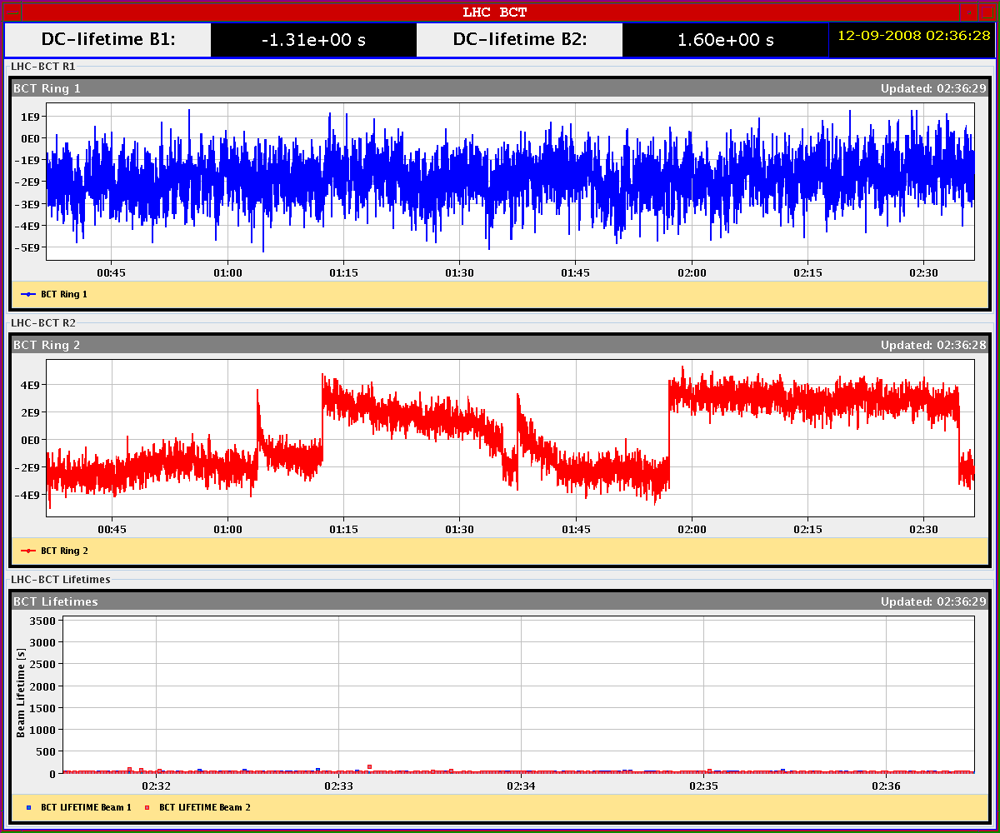 LHC BCT
DC-lifetime B1: -1.31e+00 s DC-lifetime B2: 1.60e+00 s 12-09-2008 02:36:28
LHC-BCT R1
BCT Ring 1 Updated: 02:36:29
1E9
0E0
-1E9
-2E9
-3E9
-4E9
-5E9
00:45 01:00 01:15 01:30 01:45 02:00 02:15 02:30
BCT Ring 1
LHC-BCT R2
BCT Ring 2 Updated: 02:36:28
4E9
2E9
0E0
-2E9
-4E9
00:45 01:00 01:15 01:30 01:45 02:00 02:15 02:30
BCT Ring 2
LHC-BCT Lifetimes
BCT Lifetimes Updated: 02:36:29
Beam Lifetime [s]
3500
3000
2500
2000
1500
1000
500
0
02:32 02:33 02:34 02:35 02:36
BCT LIFETIME Beam 1 BCT LIFETIME Beam 2